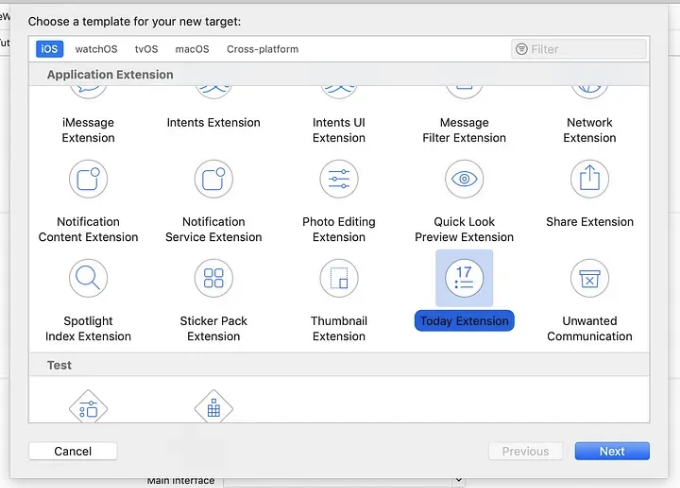 Choose a template for your new target:
iOS watchOS tvOS macOS Cross-platform Filter
Application Extension
iMessage
Extension
Intents Extension
Intents UI
Extension
Message
Filter Extension
Network
Extension
Notification
Content Extension
Notification
Service Extension
Photo Editing
Extension
Quick Look
Preview Extension
Share Extension
Spotlight
Index Extension
Sticker Pack
Extension
Thumbnail
Extension
17
Today Extension
Unwanted
Communication
Test
Cancel Previous Next
Main Interface